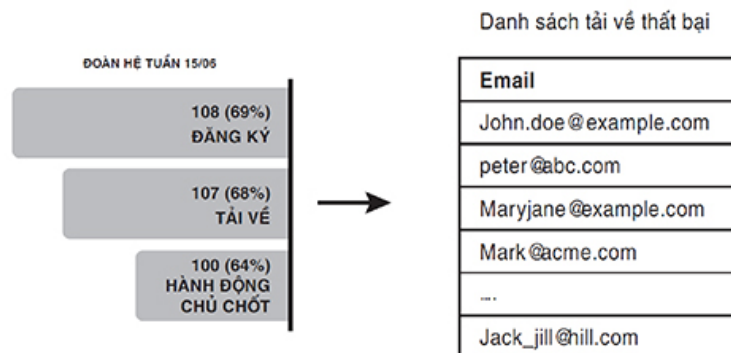 ĐOÀN HỆ TUẦN 15/06
108 (69%)
ĐĂNG KÝ
107 (68%)
TẢI VỀ
100 (64%)
HÀNH ĐỘNG
CHỦ CHỐT
Danh sách tải về thất bại
Email
John.doe@example.com
peter@abc.com
Maryjane@example.com
Mark@acme.com
....
Jack_jill@hill.com